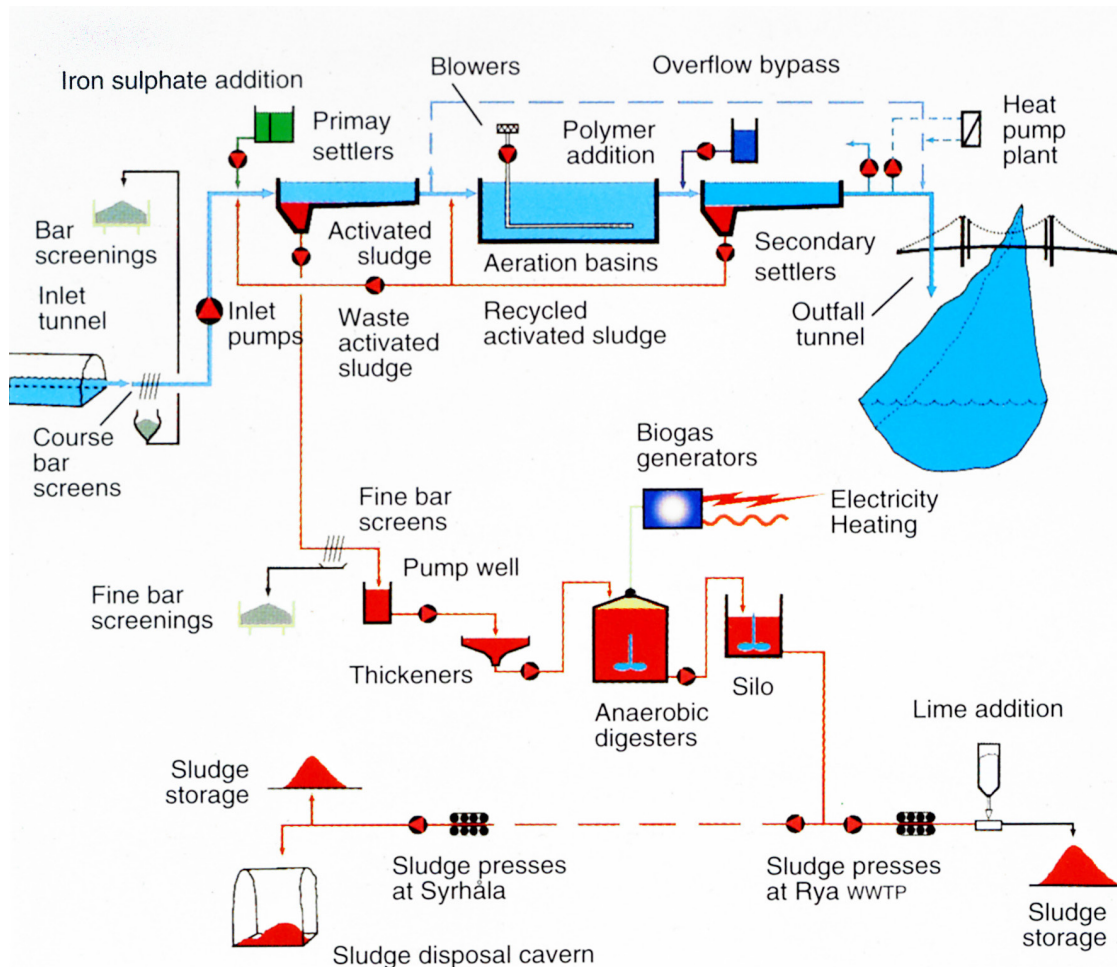 Iron sulphate addition
Blowers
Overflow bypass
Primay
settlers
Polymer
addition
Heat
pump
plant
Bar
screenings
Activated
sludge
Aeration basins
Secondary
settlers
Inlet
tunnel
Inlet
pumps
Waste
activated
sludge
Recycled
activated sludge
Outfall
tunnel
Course
bar
screens
Biogas
generators
Electricity
Heating
Fine bar
screens
Pump well
Fine bar
screenings
Thickeners
Anaerobic
digesters
Silo
Lime addition
Sludge
storage
Sludge presses
at Syrhåla
Sludge presses
at Rya WWTP
Sludge
storage
Sludge disposal cavern